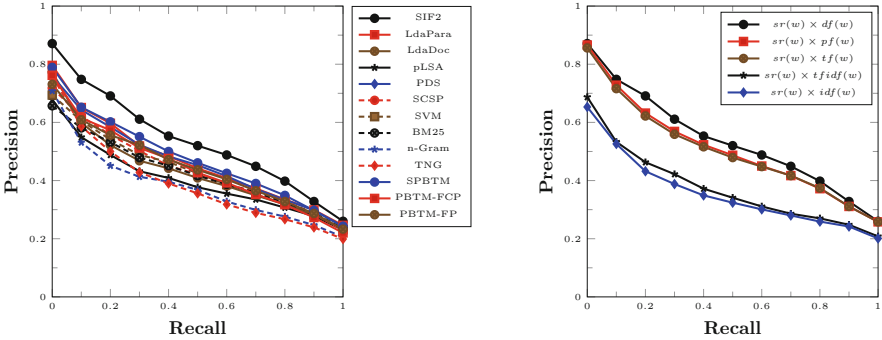 1
0.8
0.6
0.4
0.2
0
Precision
0
0.2
0.4
0.6
0.8
1
Recall
SIF2
LdaPara
LdaDoc
pLSA
PDS
SCSP
SVM
BM25
n-Gram
TNG
SPBTM
PBTM-FCP
PBTM-FP
1
0.8
0.6
0.4
0.2
0
Precision
0
0.2
0.4
0.6
0.8
1
Recall
sr(w) × df(w)
sr(w) × pf(w)
sr(w) × tf(w)
sr(w) × tfidf(w)
sr(w) × idf(w)